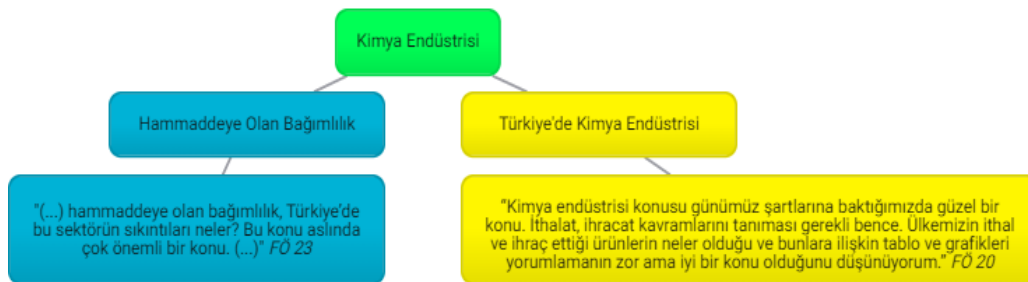 Kimya Endüstrisi
Hammaddeye Olan Bağımlılık
Türkiye'de Kimya Endüstrisi
"(...) hammaddeye olan bağımlılık, Türkiye'de
bu sektörün sıkıntıları neler? Bu konu aslında
çok önemli bir konu. (...)" FÖ 23
"Kimya endüstrisi konusu günümüz şartlarına baktığımızda güzel bir
konu. İthalat, ihracat kavramlarını tanıması gerekli bence. Ülkemizin ithal
ve ihraç ettiği ürünlerin neler olduğu ve bunlara ilişkin tablo ve grafikleri
yorumlamanın zor ama iyi bir konu olduğunu düşünüyorum." FÖ 20